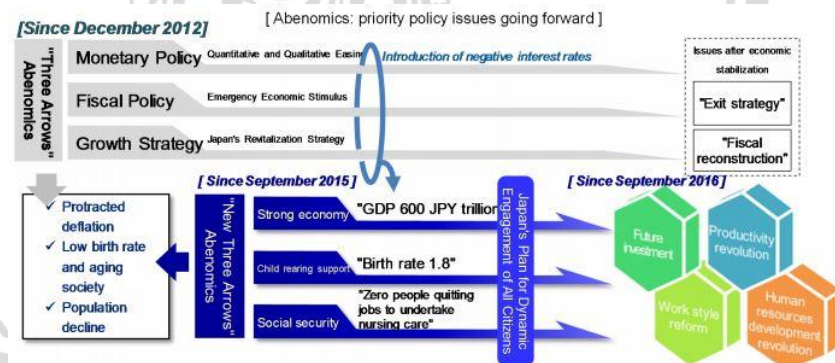 [ Abenomics: priority policy issues going forward ]
[Since December 2012]
"Three Arrows"
Abenomics
Monetary Policy
Quantitative and Qualitative Easing
Introduction of negative interest rates
Fiscal Policy
Emergency Economic Stimulus
Growth Strategy
Japan's Revitalization Strategy
Issues after economic
stabilization
"Exit strategy"
"Fiscal
reconstruction"
[ Since September 2015]
[ Since September 2016]
✓ Protracted
deflation
✓ Low birth rate
and aging
society
✓ Population
decline
"New Three Arrows"
Abenomics
Strong economy
"GDP 600 JPY trillion
Child rearing support
"Birth rate 1.8"
Social security
"Zero people quitting
jobs to undertake
nursing care"
Japan's Plan for Dynamic
Engagement of All Citizens
Future
investment
Productivity
revolution
Work style
reform
Human
resources
development
revolution